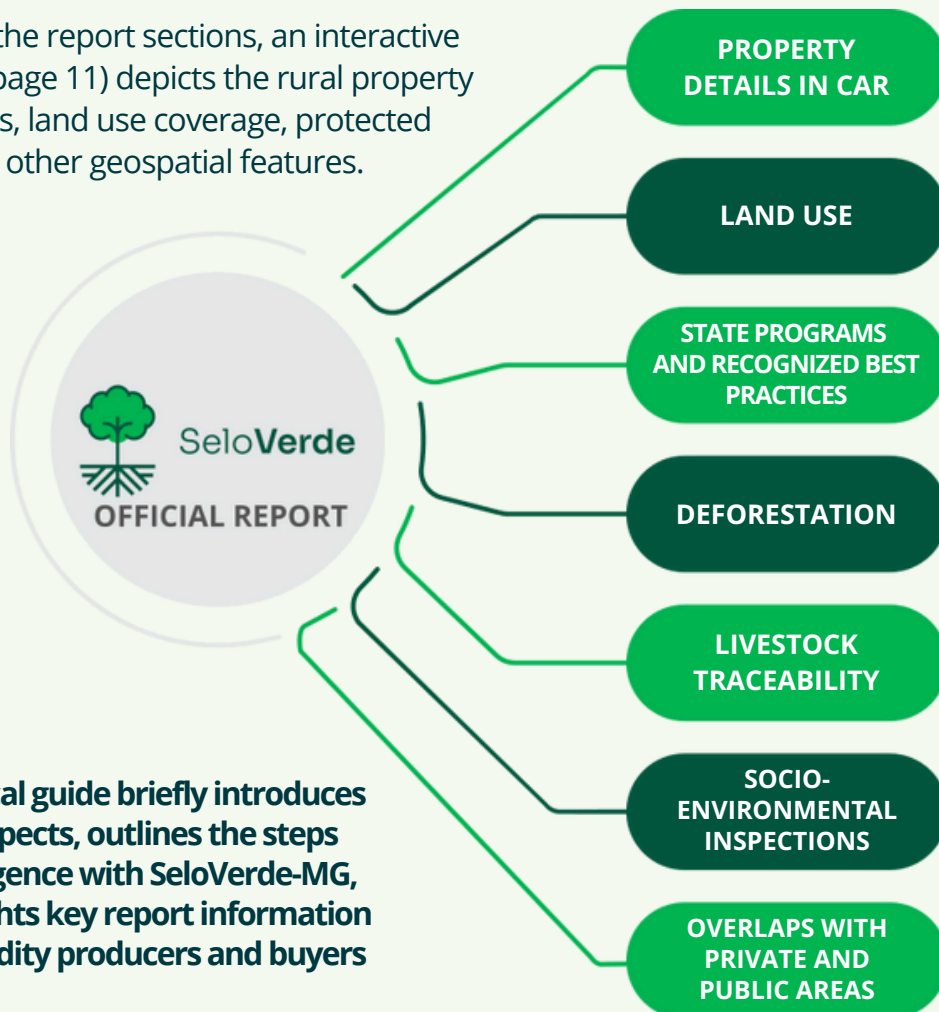 the report sections, an interactive
page 11) depicts the rural property
s, land use coverage, protected
other geospatial features.
SeloVerde
OFFICIAL REPORT
PROPERTY
DETAILS IN CAR
LAND USE
STATE PROGRAMS
AND RECOGNIZED BEST
PRACTICES
DEFORESTATION
LIVESTOCK
TRACEABILITY
SOCIO-
ENVIRONMENTAL
INSPECTIONS
OVERLAPS WITH
PRIVATE AND
PUBLIC AREAS
al guide briefly introduces
pects, outlines the steps
gence with SeloVerde-MG,
hts key report information
dity producers and buyers